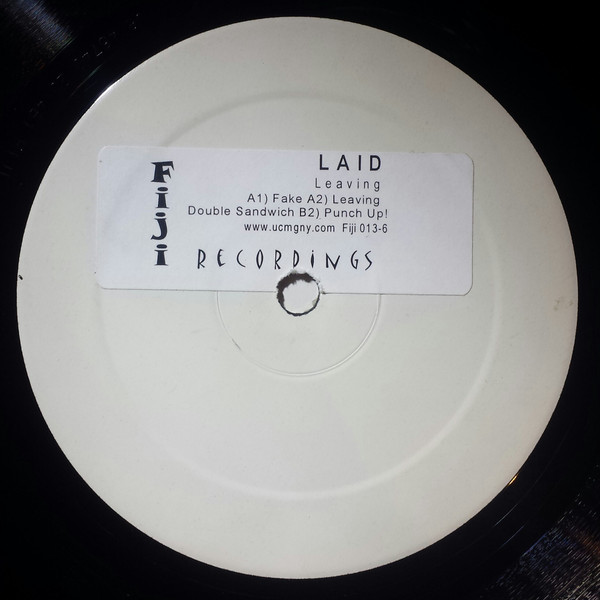 Fiji
LAID
Leaving
A1) Fake A2) Leaving
Double Sandwich B2) Punch Up!
www.ucmgny.com Fiji 013-6
RECORDiNGS